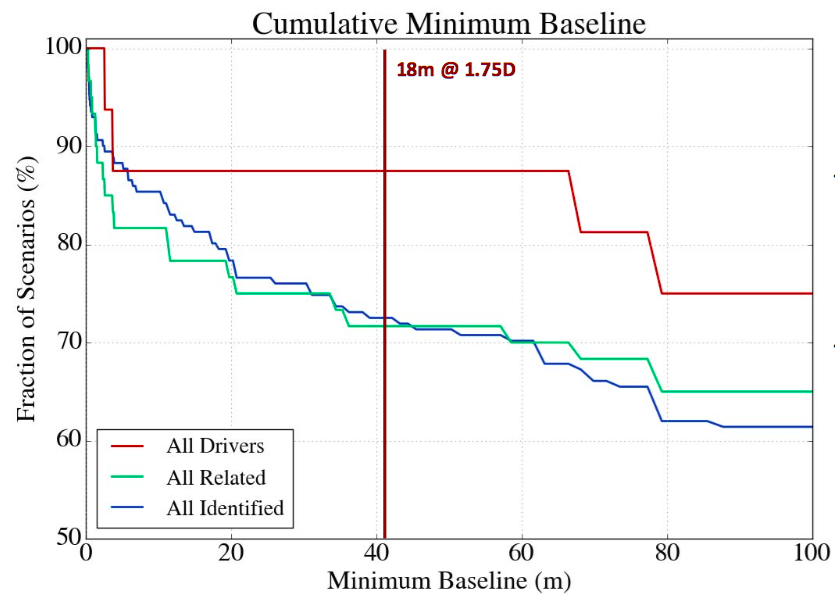 Cumulative Minimum Baseline
18m @ 1.75D
Fraction of Scenarios (%)
100
90
80
70
60
50
All Drivers
All Related
All Identified
0
20
40
60
80
100
Minimum Baseline (m)